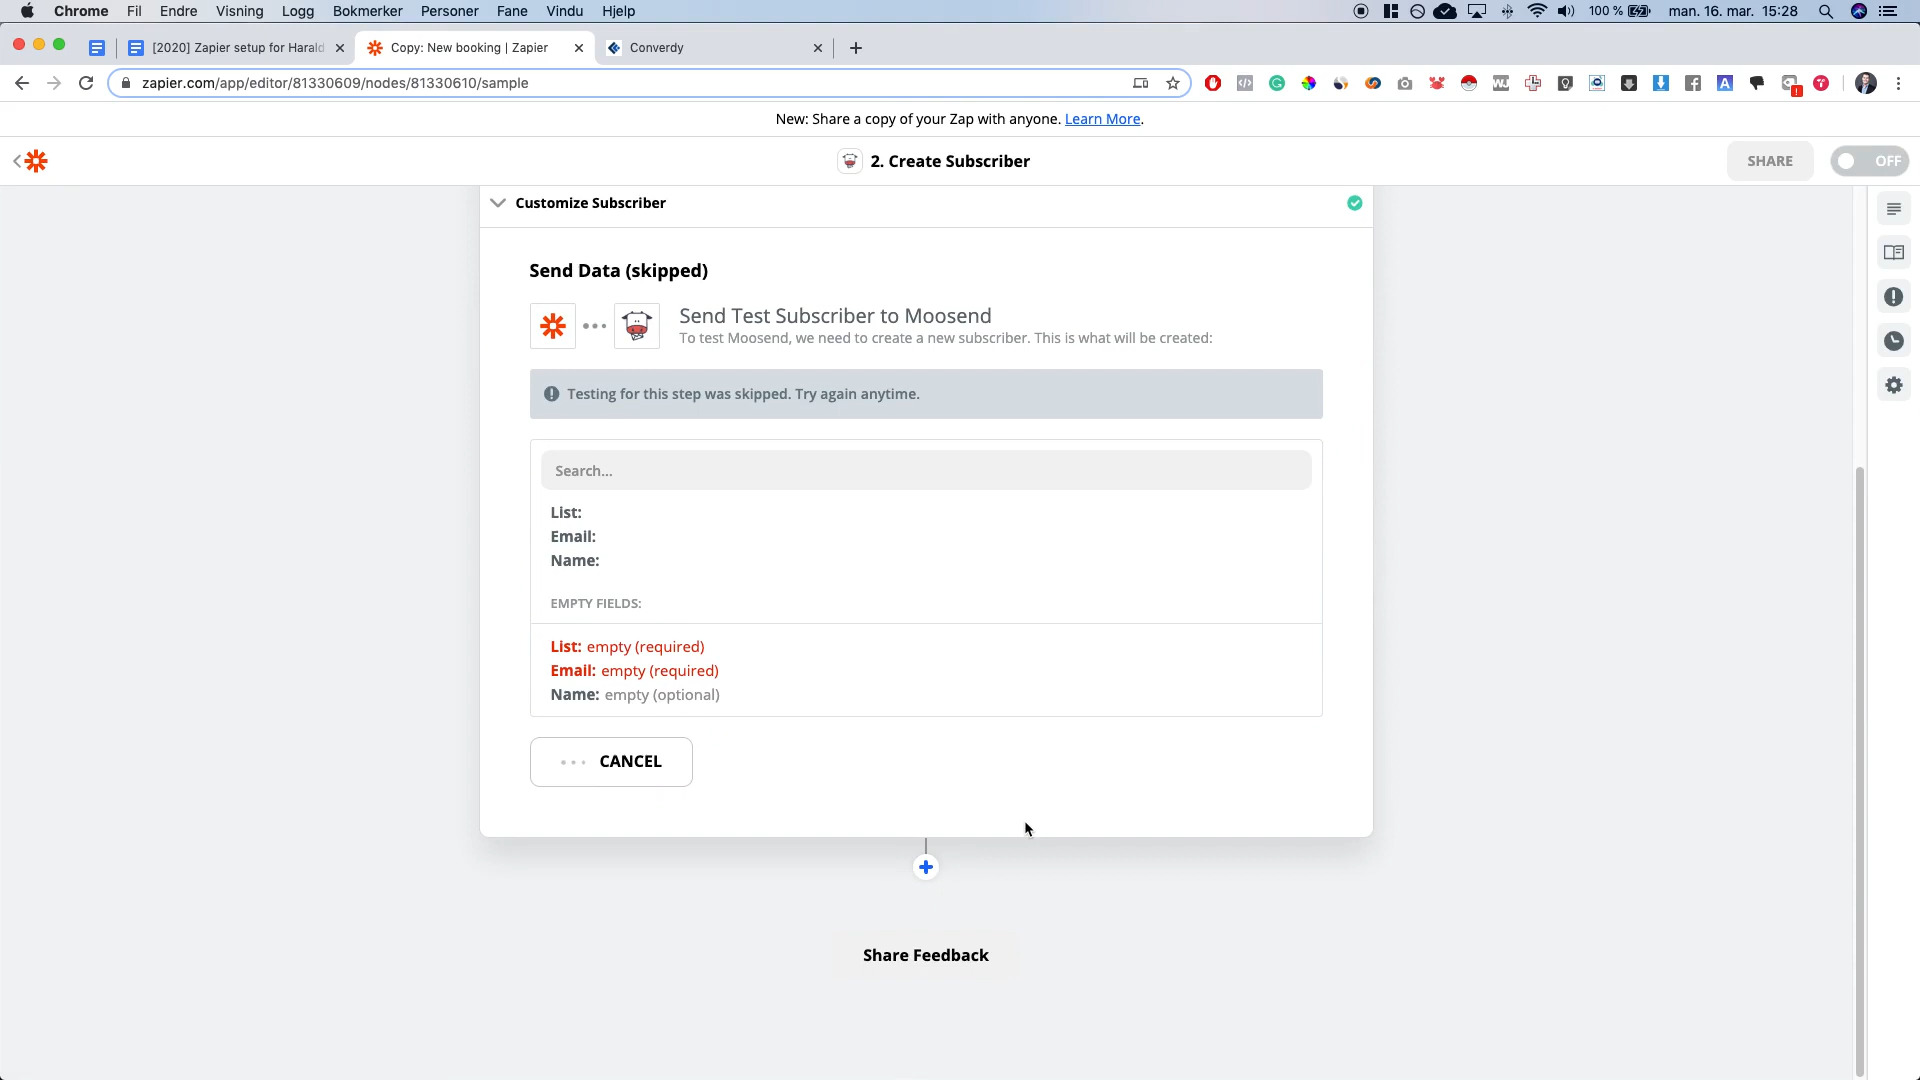 Chrome Fil Endre Visning Logg Bokmerker Personer Fane Vindu Hjelp 100 % man. 16. mar. 15:28
[2020] Zapier setup for Harald Copy: New booking | Zapier Converdy
zapier.com/app/editor/81330609/nodes/81330610/sample
New: Share a copy of your Zap with anyone. Learn More.
2. Create Subscriber SHARE OFF
Customize Subscriber
Send Data (skipped)
Send Test Subscriber to Moosend
To test Moosend, we need to create a new subscriber. This is what will be created:
Testing for this step was skipped. Try again anytime.
Search...
List:
Email:
Name:
EMPTY FIELDS:
List: empty (required)
Email: empty (required)
Name: empty (optional)
CANCEL
Share Feedback